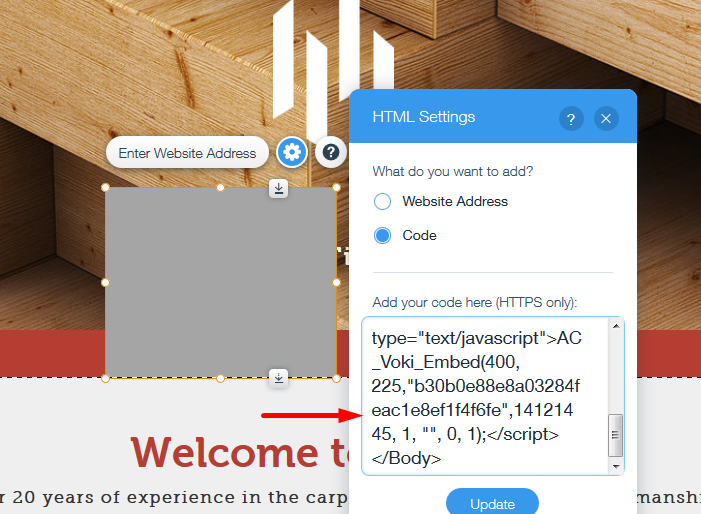 HTML Settings
?
Enter Website Address
?
What do you want to add?
Website Address
Code
Add your code here (HTTPS only):
type="text/javascript">AC
_Voki_Embed(400,
225,"b30b0e88e8a03284f
eac1e8ef1f4f6fe",141214
45, 1, "", 0, 1);</script>
</Body>
Update
Welcome t
r 20 years of experience in the carp
manshi